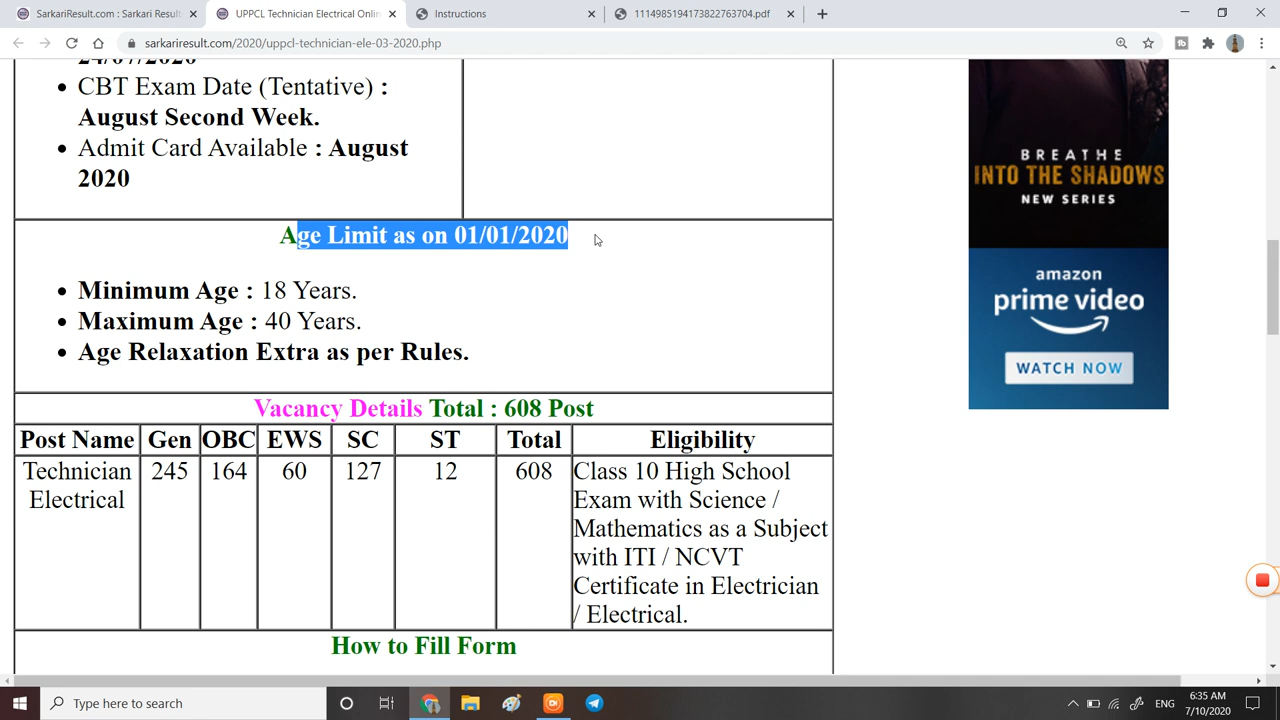 SarkariResult.com : Sarkari Result
UPPCL Technician Electrical Onlin
Instructions
1114985194173822763704.pdf
sarkariresult.com/2020/uppcl-technician-ele-03-2020.php
CBT Exam Date (Tentative) :
August Second Week.
Admit Card Available : August
2020
Age Limit as on 01/01/2020
Minimum Age : 18 Years.
Maximum Age : 40 Years.
Age Relaxation Extra as per Rules.
Vacancy Details Total : 608 Post
Post Name Gen OBC EWS SC ST Total Eligibility
Technician 245 164 60 127 12 608 Class 10 High School
Electrical Exam with Science /
Mathematics as a Subject
with ITI / NCVT
Certificate in Electrician
/ Electrical.
How to Fill Form
BREATHE
INTO THE SHADOWS
NEW SERIES
amazon
prime video
WATCH NOW
Type here to search
ENG
6:35 AM
7/10/2020